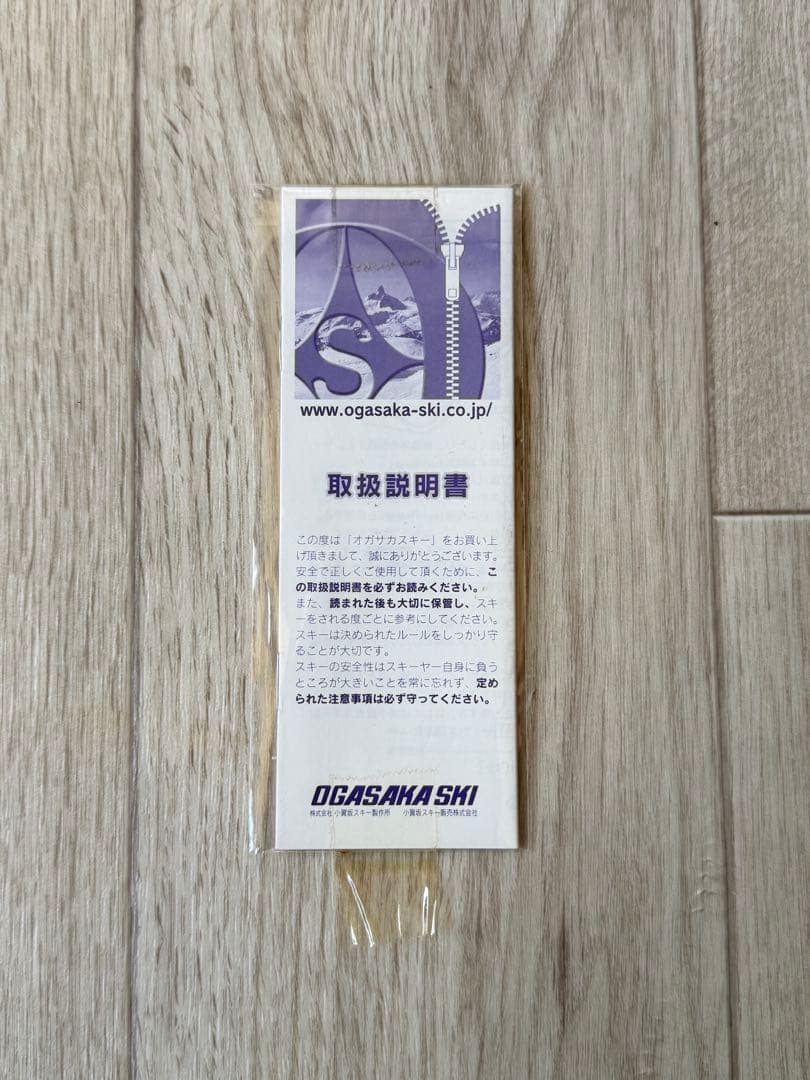 S
www.ogasaka-ski.co.jp/
取扱説明書
この度は「オガサカスキー」をお買い上
げ頂きまして、誠にありがとうございます。
安全で正しくご使用して頂くために、こ
の取扱説明書を必ずお読みください。
また、読まれた後も大切に保管し、スキ
ーをされる度ごとに参考にしてください。
スキーは決められたルールをしっかり守
ることが大切です。
スキーの安全性はスキーヤー自身に負う
ところが大きいことを常に忘れず、定め
られた注意事項は必ず守ってください。
OGASAKA SKI
株式会社 小賀坂スキー製作所 小賀坂スキー販売株式会社